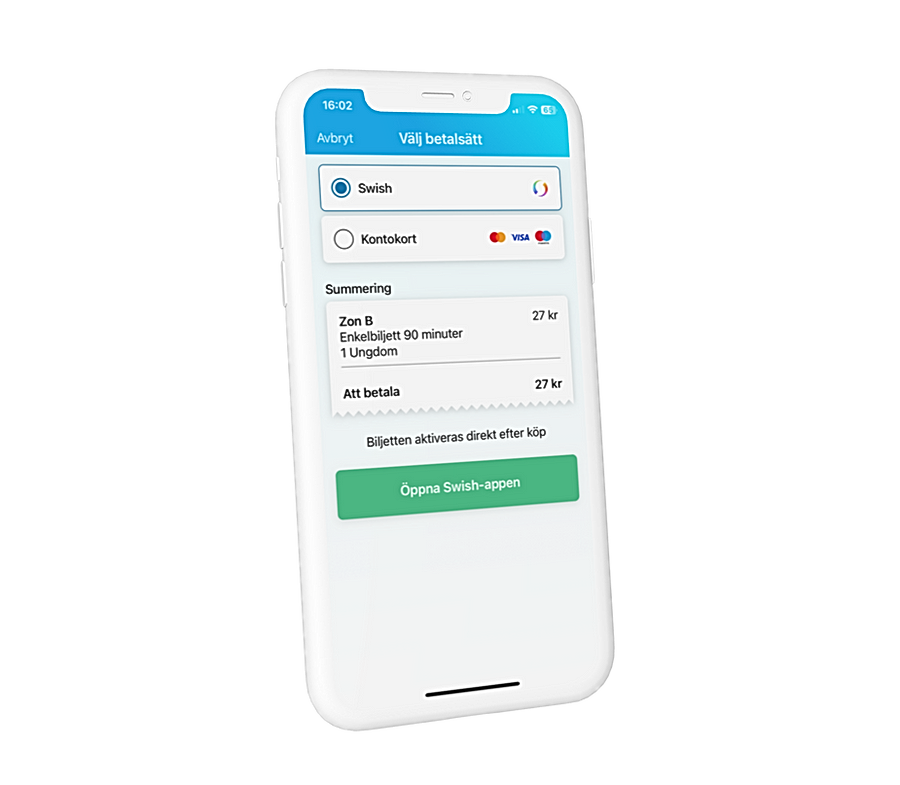 16:02
65
Avbryt
Välj betalsätt
Swish
Kontokort
VISA
Summering
Zon B
27 kr
Enkelbiljett 90 minuter
1 Ungdom
Att betala
27 kr
Biljetten aktiveras direkt efter köp
Öppna Swish-appen